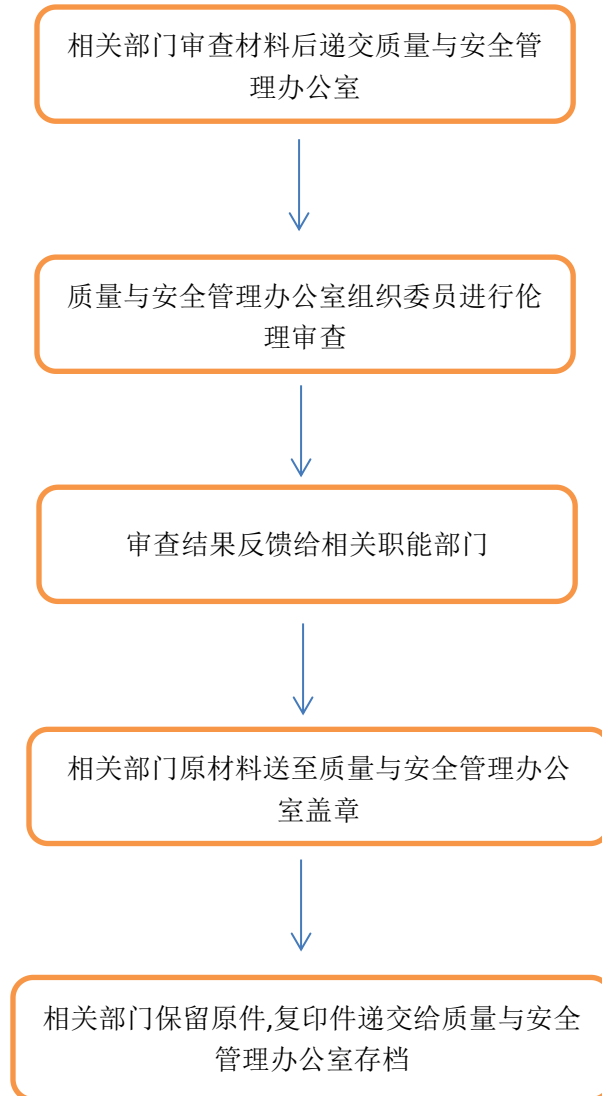 相关部门审查材料后递交质量与安全管
理办公室
质量与安全管理办公室组织委员进行伦
理审查
审查结果反馈给相关职能部门
相关部门原材料送至质量与安全管理办公
室盖章
相关部门保留原件,复印件递交给质量与安全
管理办公室存档